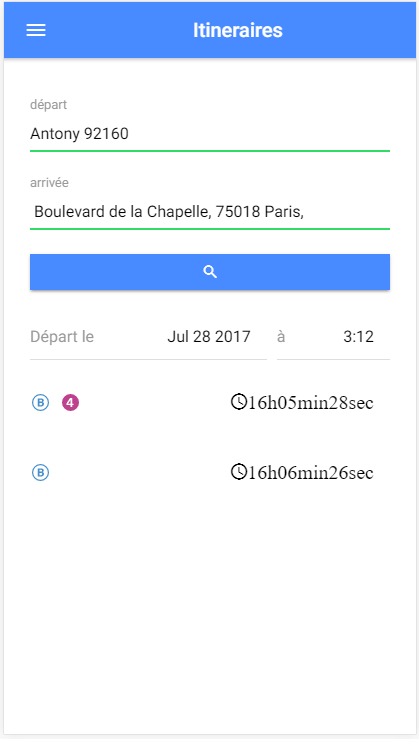 Itineraires
départ
Antony 92160
arrivée
Boulevard de la Chapelle, 75018 Paris,
Départ le Jul 28 2017 à 3:12
B 4 16h05min28sec
B 16h06min26sec